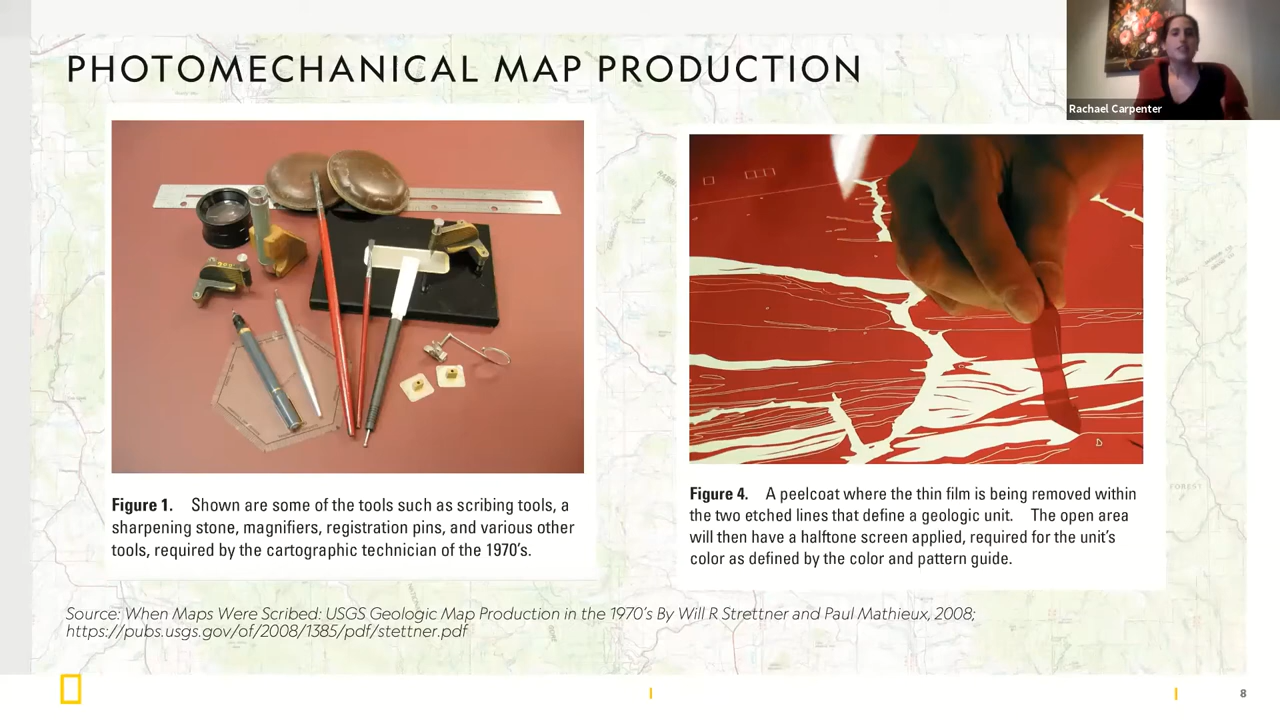 PHOTOMECHANICAL MAP PRODUCTION
Rachael Carpenter
Figure 1. Shown are some of the tools such as scribing tools, a
sharpening stone, magnifiers, registration pins, and various other
tools, required by the cartographic technician of the 1970's.
D
Figure 4. A peelcoat where the thin film is being removed within
the two etched lines that define a geologic unit. The open area
will then have a halftone screen applied, required for the unit's
color as defined by the color and pattern guide.
FOREST
Source: When Maps Were Scribed: USGS Geologic Map Production in the 1970's By Will R Strettner and Paul Mathieux, 2008;
https://pubs.usgs.gov/of/2008/1385/pdf/stettner.pdf
8